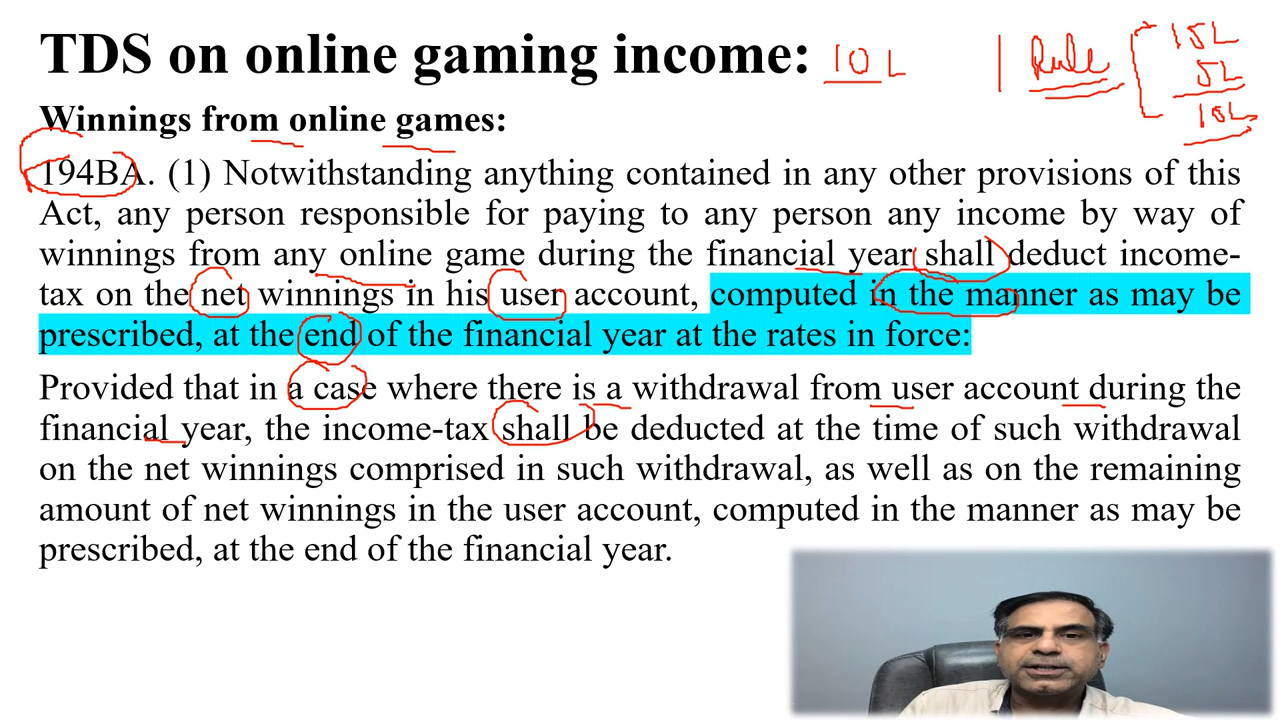 TDS on online gaming income: 10 L
Rule 15L
5L
10L
Winnings from online games:
194BA. (1) Notwithstanding anything contained in any other provisions of this
Act, any person responsible for paying to any person any income by way of
winnings from any online game during the financial year shall deduct income-
tax on the net winnings in his user account, computed in the manner as may be
prescribed, at the end of the financial year at the rates in force:
Provided that in a case where there is a withdrawal from user account during the
financial year, the income-tax shall be deducted at the time of such withdrawal
on the net winnings comprised in such withdrawal, as well as on the remaining
amount of net winnings in the user account, computed in the manner as may be
prescribed, at the end of the financial year.